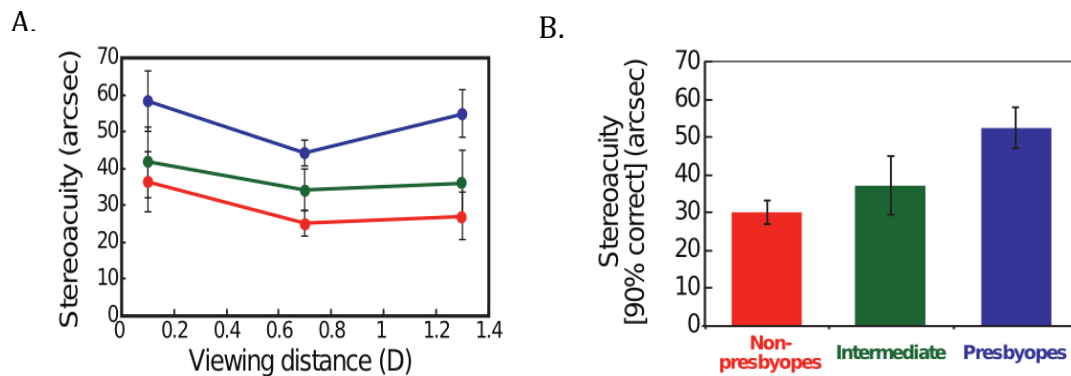 A.
Stereoacuity (arcsec)
70
60
50
40
30
20
10
0
0 0.2 0.4 0.6 0.8 1.0 1.2 1.4
Viewing distance (D)
B.
Stereoacuity
[90% correct] (arcsec)
70
60
50
40
30
20
10
0
Non-
presbyopes
Intermediate
Presbyopes